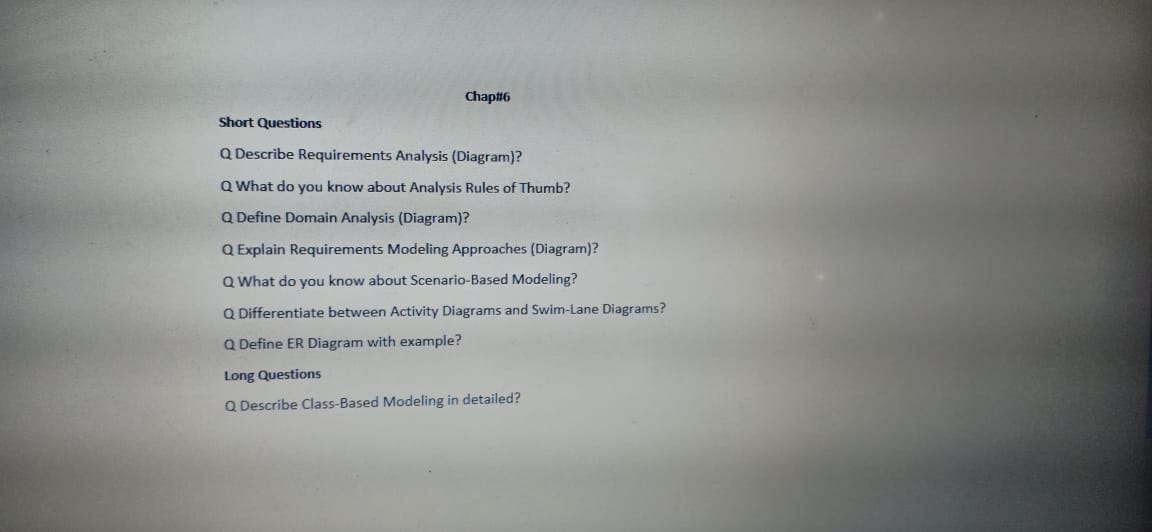 Chap#6
Short Questions
Q Describe Requirements Analysis (Diagram)?
Q What do you know about Analysis Rules of Thumb?
Q Define Domain Analysis (Diagram)?
Q Explain Requirements Modeling Approaches (Diagram)?
Q What do you know about Scenario-Based Modeling?
Q Differentiate between Activity Diagrams and Swim-Lane Diagrams?
Q Define ER Diagram with example?
Long Questions
Q Describe Class-Based Modeling in detailed?